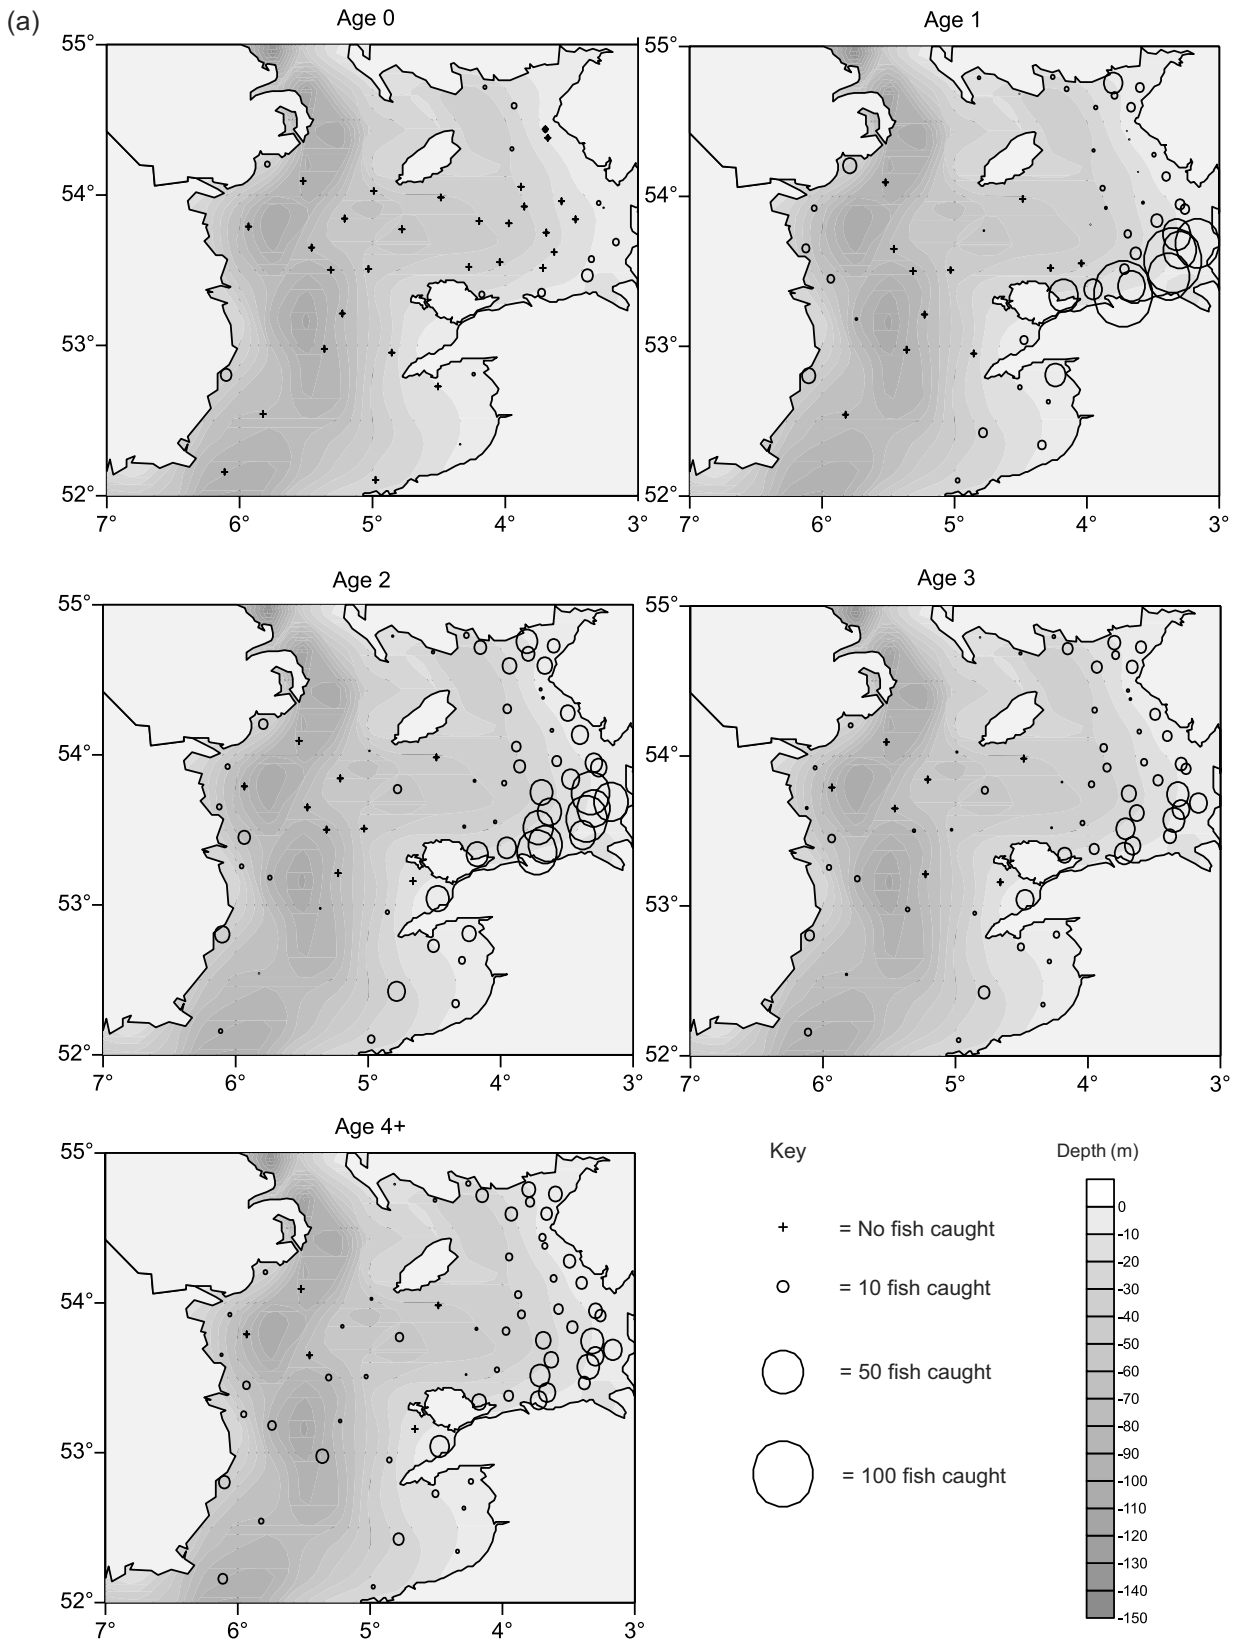 (a)
Age 0
Age 1
55°
54°
53°
52°
7° 6° 5° 4° 3°
55°
54°
53°
52°
7° 6° 5° 4° 3°
Age 2
Age 3
55°
54°
53°
52°
7° 6° 5° 4° 3°
55°
54°
53°
52°
7° 6° 5° 4° 3°
Age 4+
55°
54°
53°
52°
7° 6° 5° 4° 3°
Key
= No fish caught
= 10 fish caught
= 50 fish caught
= 100 fish caught
Depth (m)
0
-10
-20
-30
-40
-50
-60
-70
-80
-90
-100
-110
-120
-130
-140
-150